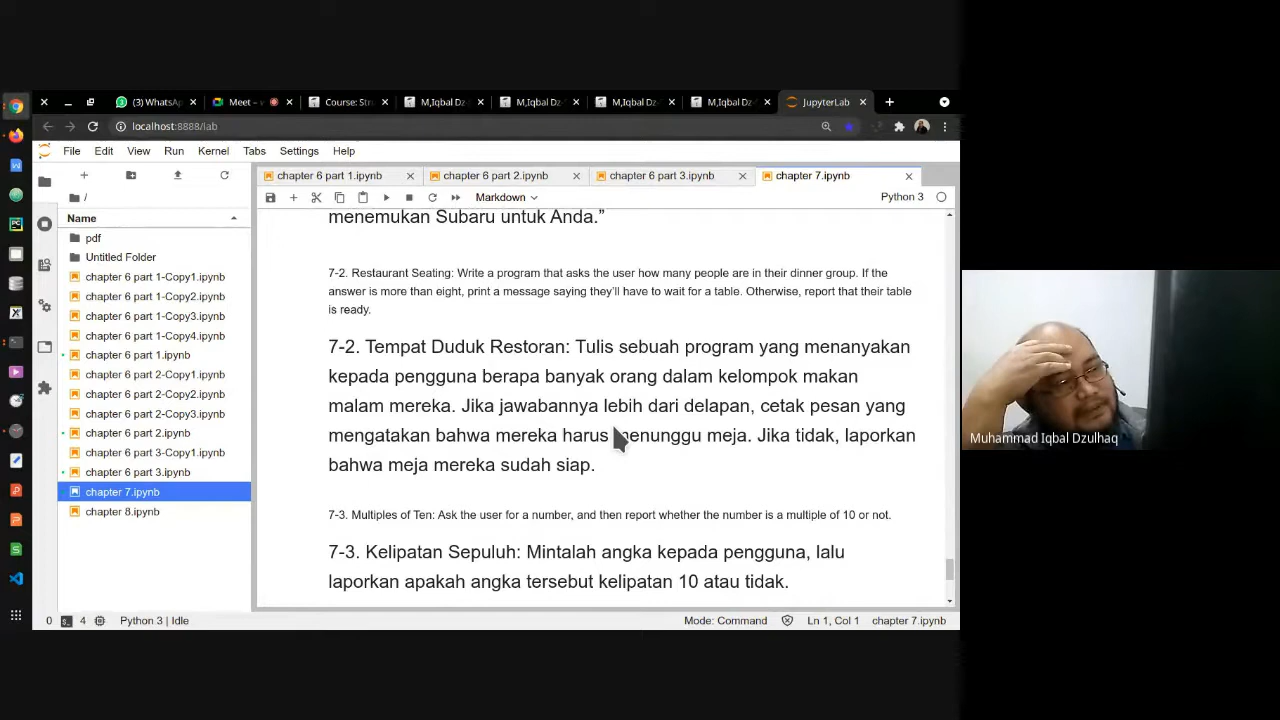 (3) WhatsAp
Meet –
Course: Str
M,Iqbal Dz
M,Iqbal Dz
M,Iqbal Dz
M,Iqbal Dz
JupyterLab
localhost:8888/lab
File Edit View Run Kernel Tabs Settings Help
chapter 6 part 1.ipynb
chapter 6 part 2.ipynb
chapter 6 part 3.ipynb
chapter 7.ipynb
Markdown
Python 3
/
Name
pdf
Untitled Folder
chapter 6 part 1-Copy1.ipynb
chapter 6 part 1-Copy2.ipynb
chapter 6 part 1-Copy3.ipynb
chapter 6 part 1-Copy4.ipynb
chapter 6 part 1.ipynb
chapter 6 part 2-Copy1.ipynb
chapter 6 part 2-Copy2.ipynb
chapter 6 part 2-Copy3.ipynb
chapter 6 part 2.ipynb
chapter 6 part 3-Copy1.ipynb
chapter 6 part 3.ipynb
chapter 7.ipynb
chapter 8.ipynb
menemukan Subaru untuk Anda.”
7-2. Restaurant Seating: Write a program that asks the user how many people are in their dinner group. If the
answer is more than eight, print a message saying they’ll have to wait for a table. Otherwise, report that their table
is ready.
7-2. Tempat Duduk Restoran: Tulis sebuah program yang menanyakan
kepada pengguna berapa banyak orang dalam kelompok makan
malam mereka. Jika jawabannya lebih dari delapan, cetak pesan yang
mengatakan bahwa mereka harus menunggu meja. Jika tidak, laporkan
bahwa meja mereka sudah siap.
7-3. Multiples of Ten: Ask the user for a number, and then report whether the number is a multiple of 10 or not.
7-3. Kelipatan Sepuluh: Mintalah angka kepada pengguna, lalu
laporkan apakah angka tersebut kelipatan 10 atau tidak.
0 4 Python 3 | Idle
Mode: Command
Ln 1, Col 1
chapter 7.ipynb
Muhammad Iqbal Dzulhaq